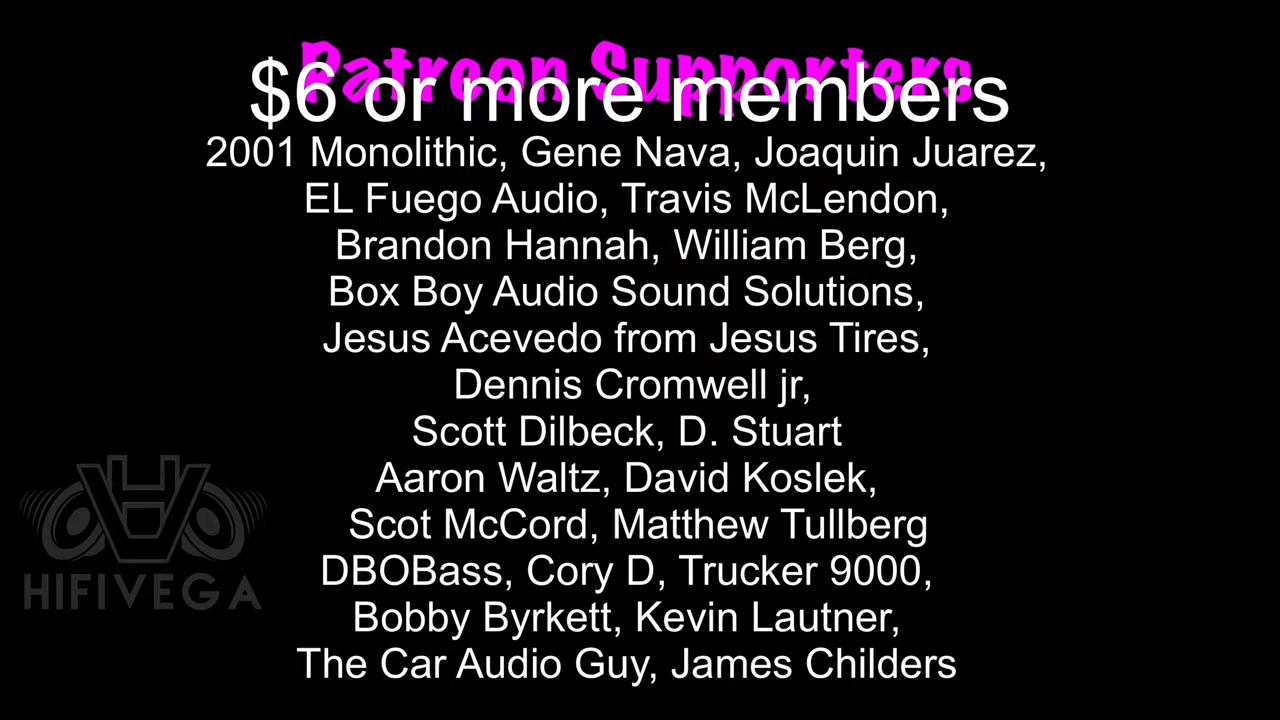 Patreon Supporters
$6 or more members
2001 Monolithic, Gene Nava, Joaquin Juarez,
EL Fuego Audio, Travis McLendon,
Brandon Hannah, William Berg,
Box Boy Audio Sound Solutions,
Jesus Acevedo from Jesus Tires,
Dennis Cromwell jr,
Scott Dilbeck, D. Stuart
Aaron Waltz, David Koslek,
Scot McCord, Matthew Tullberg
DBOBass, Cory D, Trucker 9000,
Bobby Byrkett, Kevin Lautner,
The Car Audio Guy, James Childers
HIFIVEGA